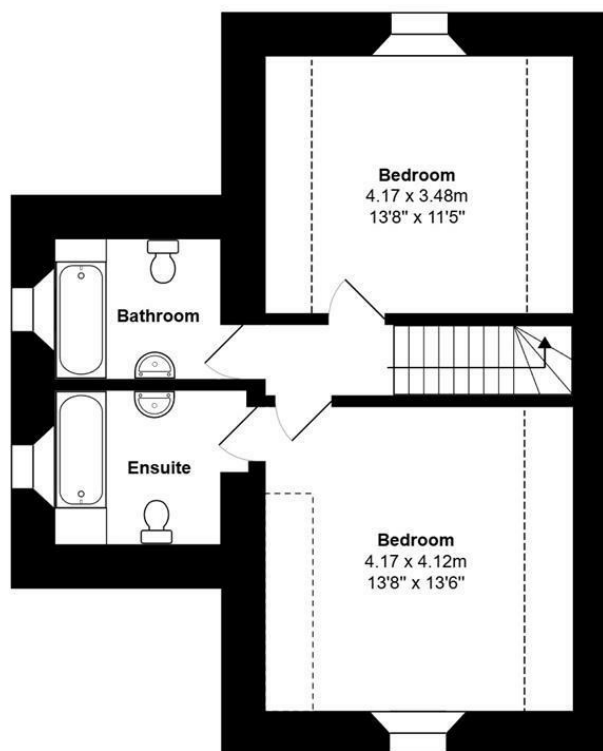 Bedroom
4.17 x 3.48m
13'8" x 11'5"
Bathroom
Ensuite
Bedroom
4.17 x 4.12m
13'8" x 13'6"